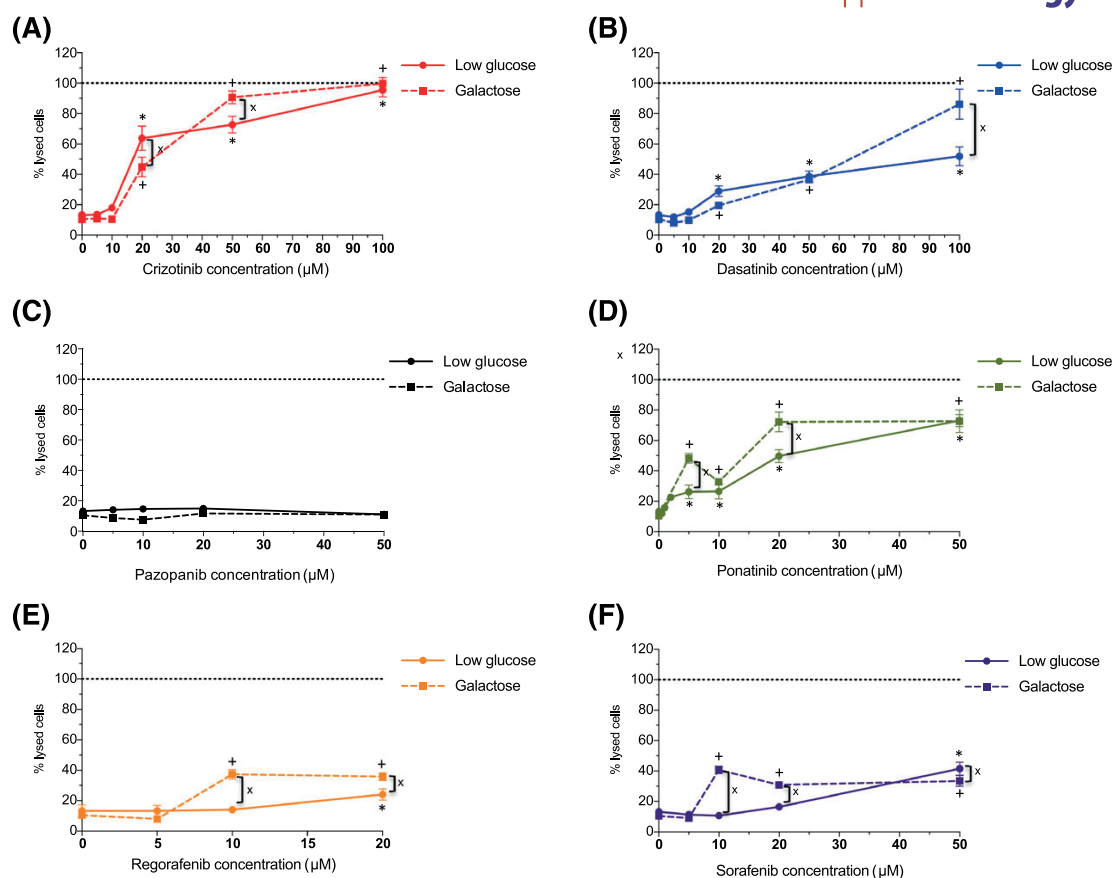 (A)
120
100
80
60
40
20
0
% lysed cells
+
+
*
x
x
*
*
+
Low glucose
Galactose
0 10 20 30 40 50 60 70 80 90 100
Crizotinib concentration (µM)
(B)
120
100
80
60
40
20
0
% lysed cells
+
x
*
*
*
+
+
Low glucose
Galactose
0 10 20 30 40 50 60 70 80 90 100
Dasatinib concentration (µM)
(C)
120
100
80
60
40
20
0
% lysed cells
Low glucose
Galactose
0 10 20 30 40 50
Pazopanib concentration (µM)
(D)
x
120
100
80
60
40
20
0
% lysed cells
+
+
x
*
+
+
x
*
*
*
Low glucose
Galactose
0 10 20 30 40 50
Ponatinib concentration (µM)
(E)
120
100
80
60
40
20
0
% lysed cells
+
+
x
x
*
Low glucose
Galactose
0 5 10 15 20
Regorafenib concentration (µM)
(F)
120
100
80
60
40
20
0
% lysed cells
+
*
+
x
x
x
+
Low glucose
Galactose
0 10 20 30 40 50
Sorafenib concentration (µM)